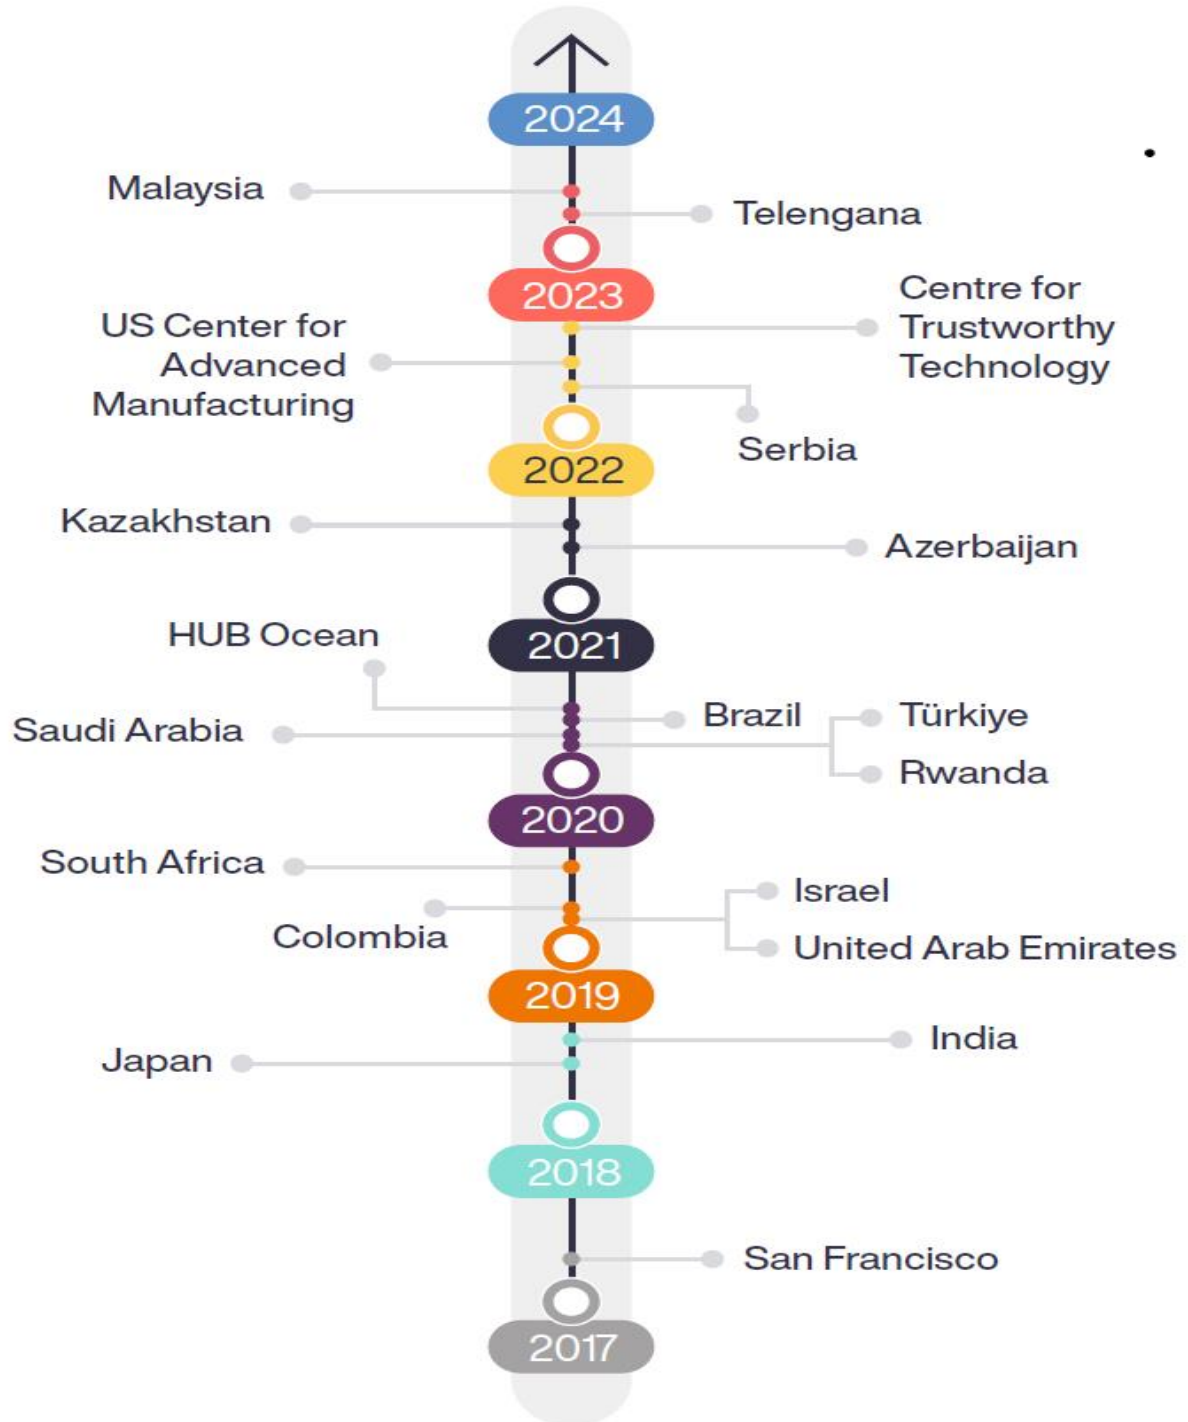 2024
Malaysia
Telengana
2023
Centre for
Trustworthy
Technology
US Center for
Advanced
Manufacturing
Serbia
2022
Kazakhstan
Azerbaijan
HUB Ocean
2021
Saudi Arabia
Brazil
Türkiye
Rwanda
2020
South Africa
Israel
Colombia
United Arab Emirates
2019
India
Japan
2018
San Francisco
2017